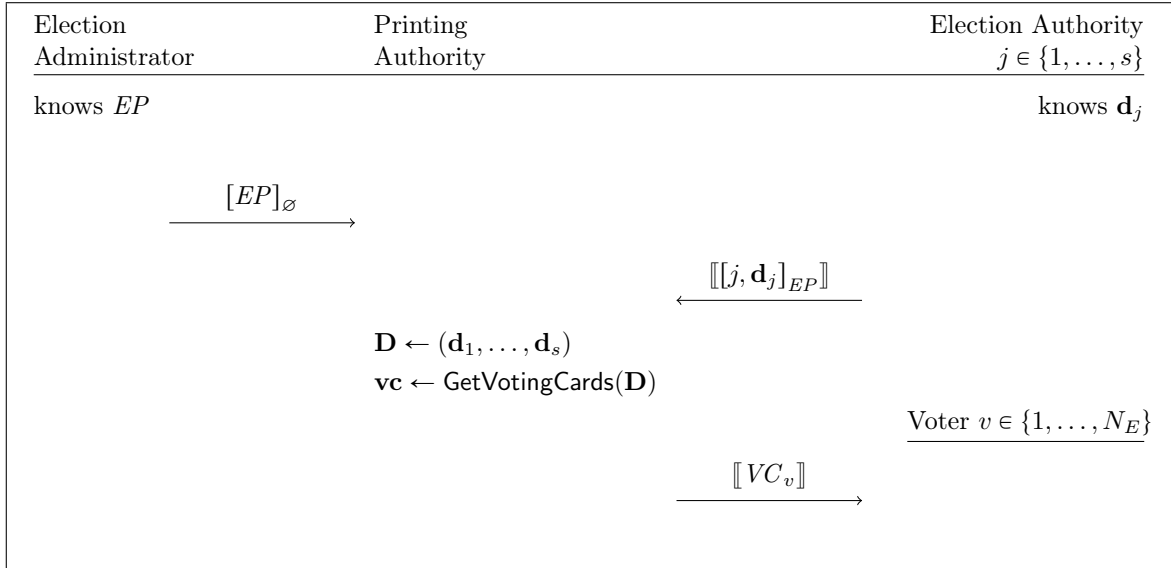 Election Administrator
Printing Authority
Election Authority j ∈ {1, . . . , s}
knows EP
knows d_j
[EP]_∅
⟦[j, d_j]_EP⟧
D ← (d_1, . . . , d_s)
vc ← GetVotingCards(D)
Voter v ∈ {1, . . . , N_E}
⟦VC_v⟧